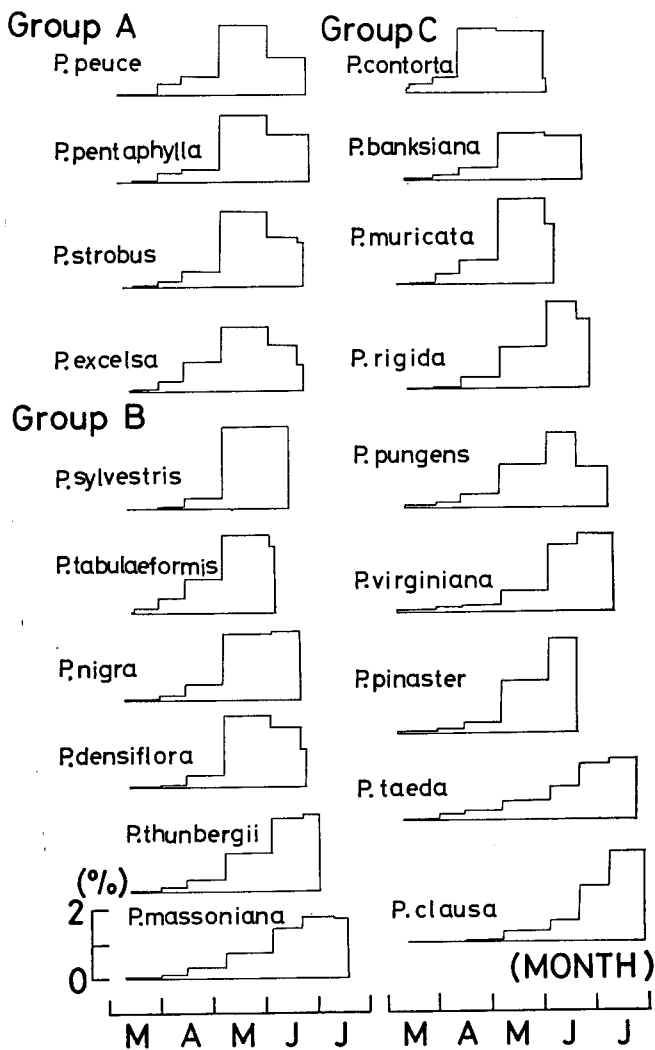 Group A
P. peuce
P. pentaphylla
P. strobus
P. excelsa
Group B
P. sylvestris
P. tabulaeformis
P. nigra
P. densiflora
P. thunbergii
(%)
2
P. massoniana
0
M A M J J
Group C
P. contorta
P. banksiana
P. muricata
P. rigida
P. pungens
P. virginiana
P. pinaster
P. taeda
P. clausa
(MONTH)
M A M J J